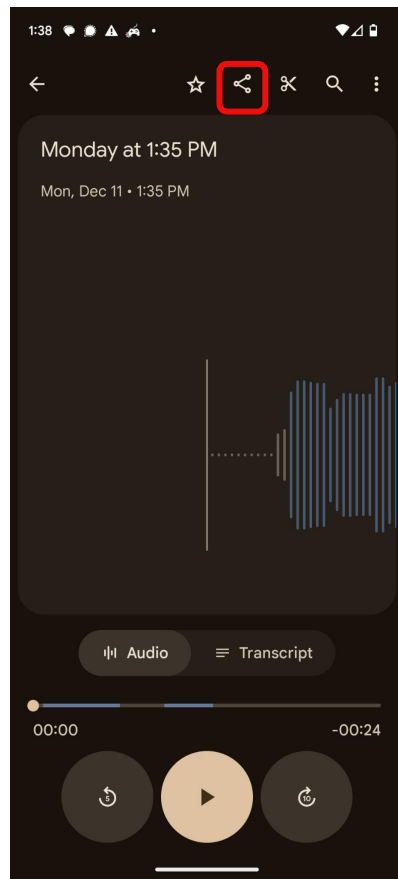 1:38
Monday at 1:35 PM
Mon, Dec 11 • 1:35 PM
Audio
Transcript
00:00
-00:24
5
10